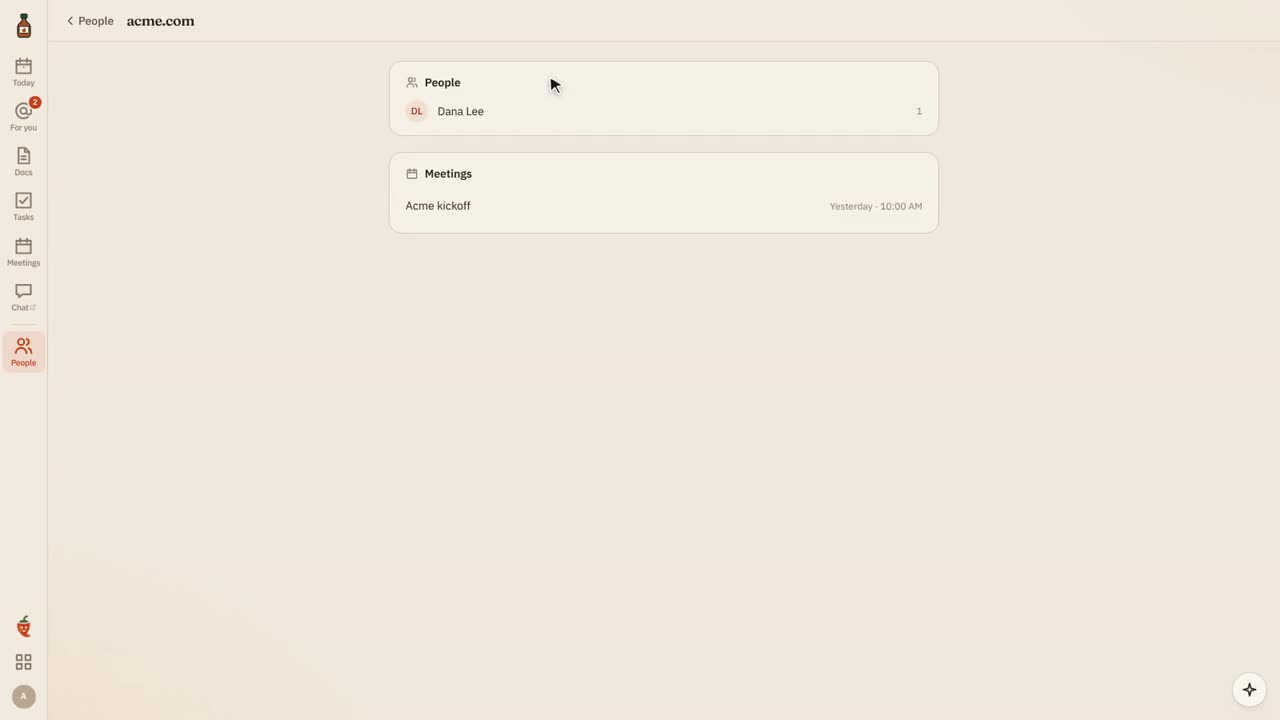 People
acme.com
Today
2
For you
Docs
Tasks
Meetings
Chat
People
A
People
DL
Dana Lee
1
Meetings
Acme kickoff
Yesterday · 10:00 AM